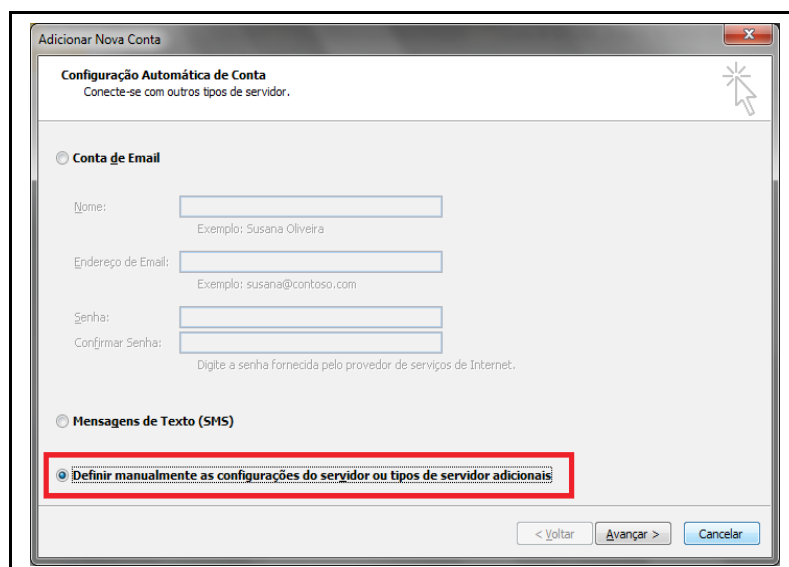 Adicionar Nova Conta
Configuração Automática de Conta
Conecte-se com outros tipos de servidor.
Conta de Email
Nome:
Exemplo: Susana Oliveira
Endereço de Email:
Exemplo: susana@contoso.com
Senha:
Confirmar Senha:
Digite a senha fornecida pelo provedor de serviços de Internet.
Mensagens de Texto (SMS)
Definir manualmente as configurações do servidor ou tipos de servidor adicionais
< Voltar Avançar > Cancelar